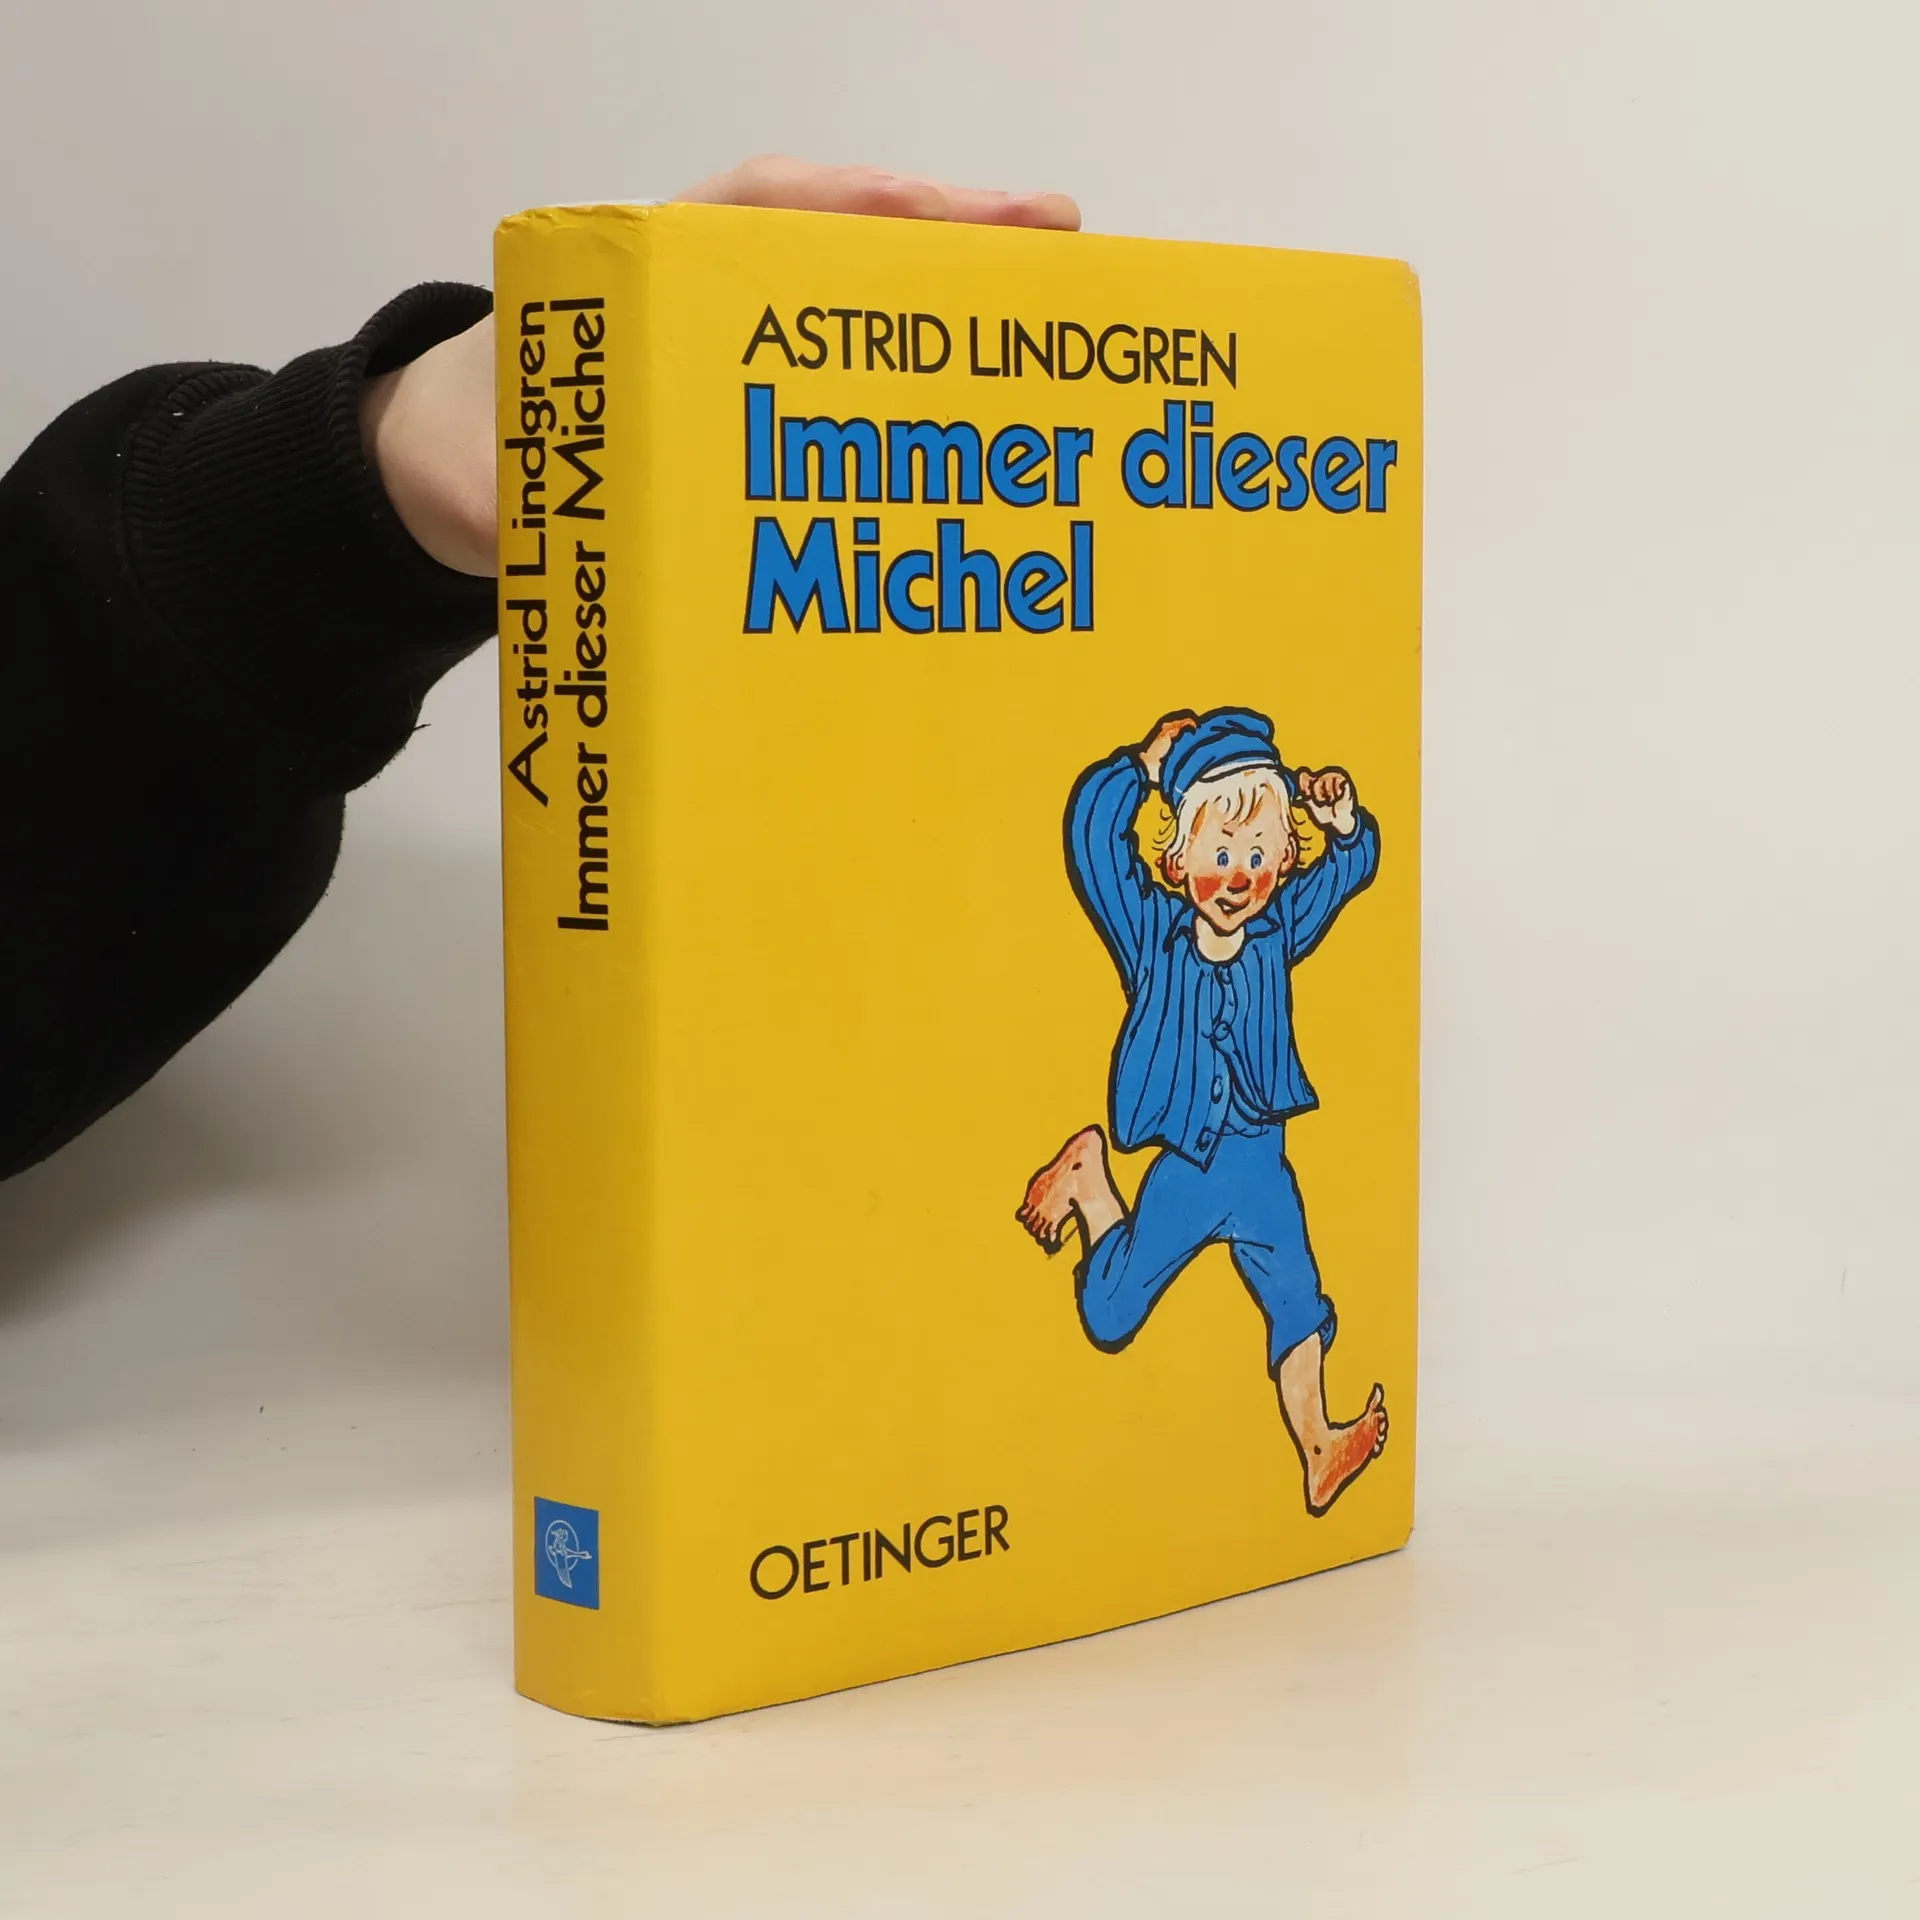 Astrid Lindgren
Immer dieser Michel
ASTRID LINDGREN
Immer dieser
Michel
OETINGER